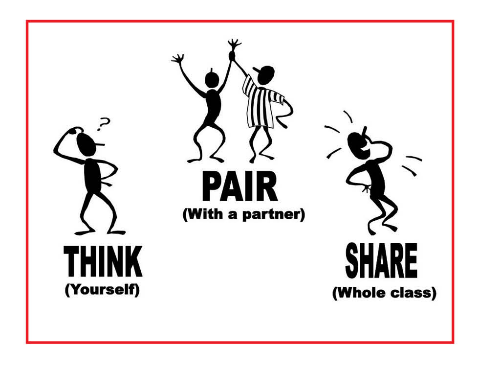 ?
PAIR
(With a partner)
THINK
(Yourself)
SHARE
(Whole class)